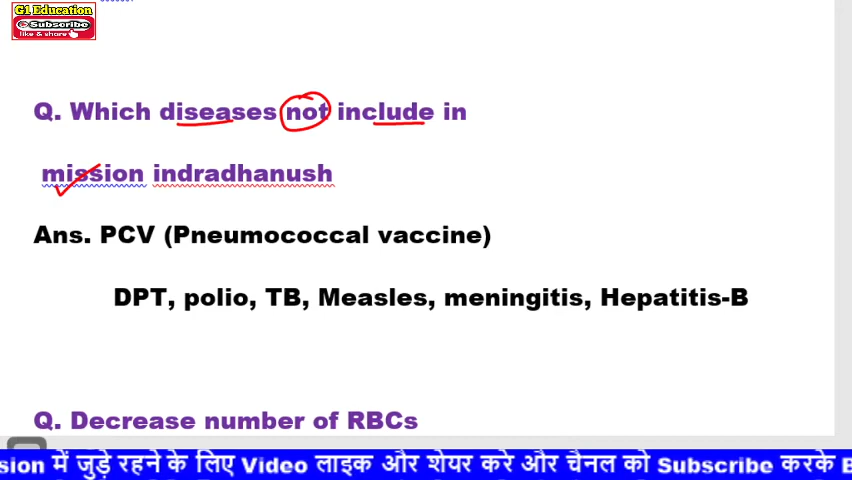 G1 Education
Subscribe
like & share
Q. Which diseases not include in
mission indradhanush
Ans. PCV (Pneumococcal vaccine)
DPT, polio, TB, Measles, meningitis, Hepatitis-B
Q. Decrease number of RBCs
sion में जुड़े रहने के लिए Video लाइक और शेयर करे और चैनल को Subscribe करके B